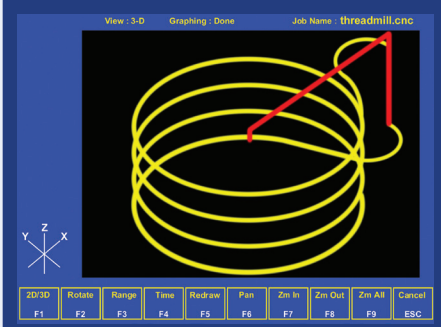 View : 3-D Graphing : Done Job Name : threadmill.cnc
Z
Y X
2D/3D Rotate Range Time Redraw Pan Zm In Zm Out Zm All Cancel
F1 F2 F3 F4 F5 F6 F7 F8 F9 ESC